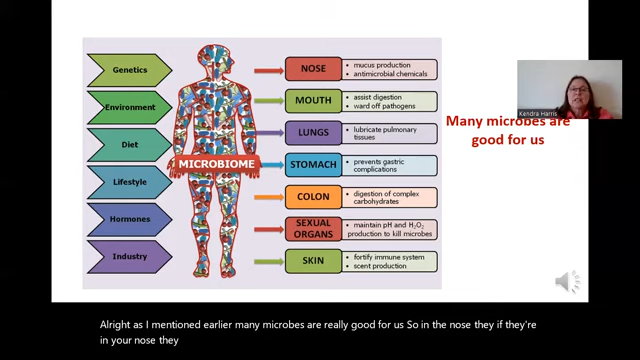 Genetics
Environment
Diet
Lifestyle
Hormones
Industry
MICROBIOME
NOSE
• mucus production
• antimicrobial chemicals
MOUTH
• assist digestion
• ward off pathogens
LUNGS
• lubricate pulmonary
tissues
STOMACH
• prevents gastric
complications
COLON
• digestion of complex
carbohydrates
SEXUAL
ORGANS
• maintain pH and H₂O₂
production to kill microbes
SKIN
• fortify immune system
• scent production
Kendra Harris
Many microbes are
good for us
Alright as I mentioned earlier many microbes are really good for us So in the nose they if they're
in your nose they